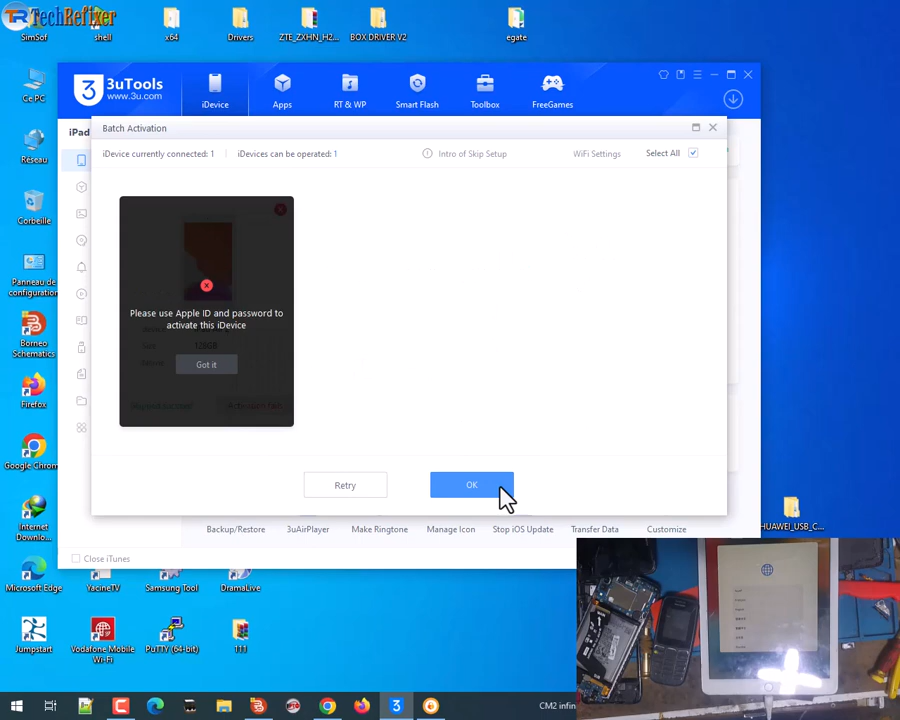 TechRefixer
SimSof
shell
x64
Drivers
ZTE_ZXHN_H2...
BOX DRIVER V2
egate
3uTools
www.3u.com
iDevice
Apps
RT & WP
Smart Flash
Toolbox
FreeGames
Ce PC
iPad
Batch Activation
iDevice currently connected: 1
iDevices can be operated: 1
Intro of Skip Setup
WiFi Settings
Select All
Réseau
Corbeille
Panneau de
configuration
Please use Apple ID and password to
activate this iDevice
Got it
Borneo
Schematics
Firefox
Google Chrom
Retry
OK
Internet
Downlo...
HUAWEI_USB_C...
Backup/Restore
3uAirPlayer
Make Ringtone
Manage Icon
Stop iOS Update
Transfer Data
Customize
Close iTunes
Microsoft Edge
YacineTV
Samsung Tool
DramaLive
Jumpstart
Vodafone Mobile
Wi-Fi
PuTTY (64-bit)
111
CM2 infin